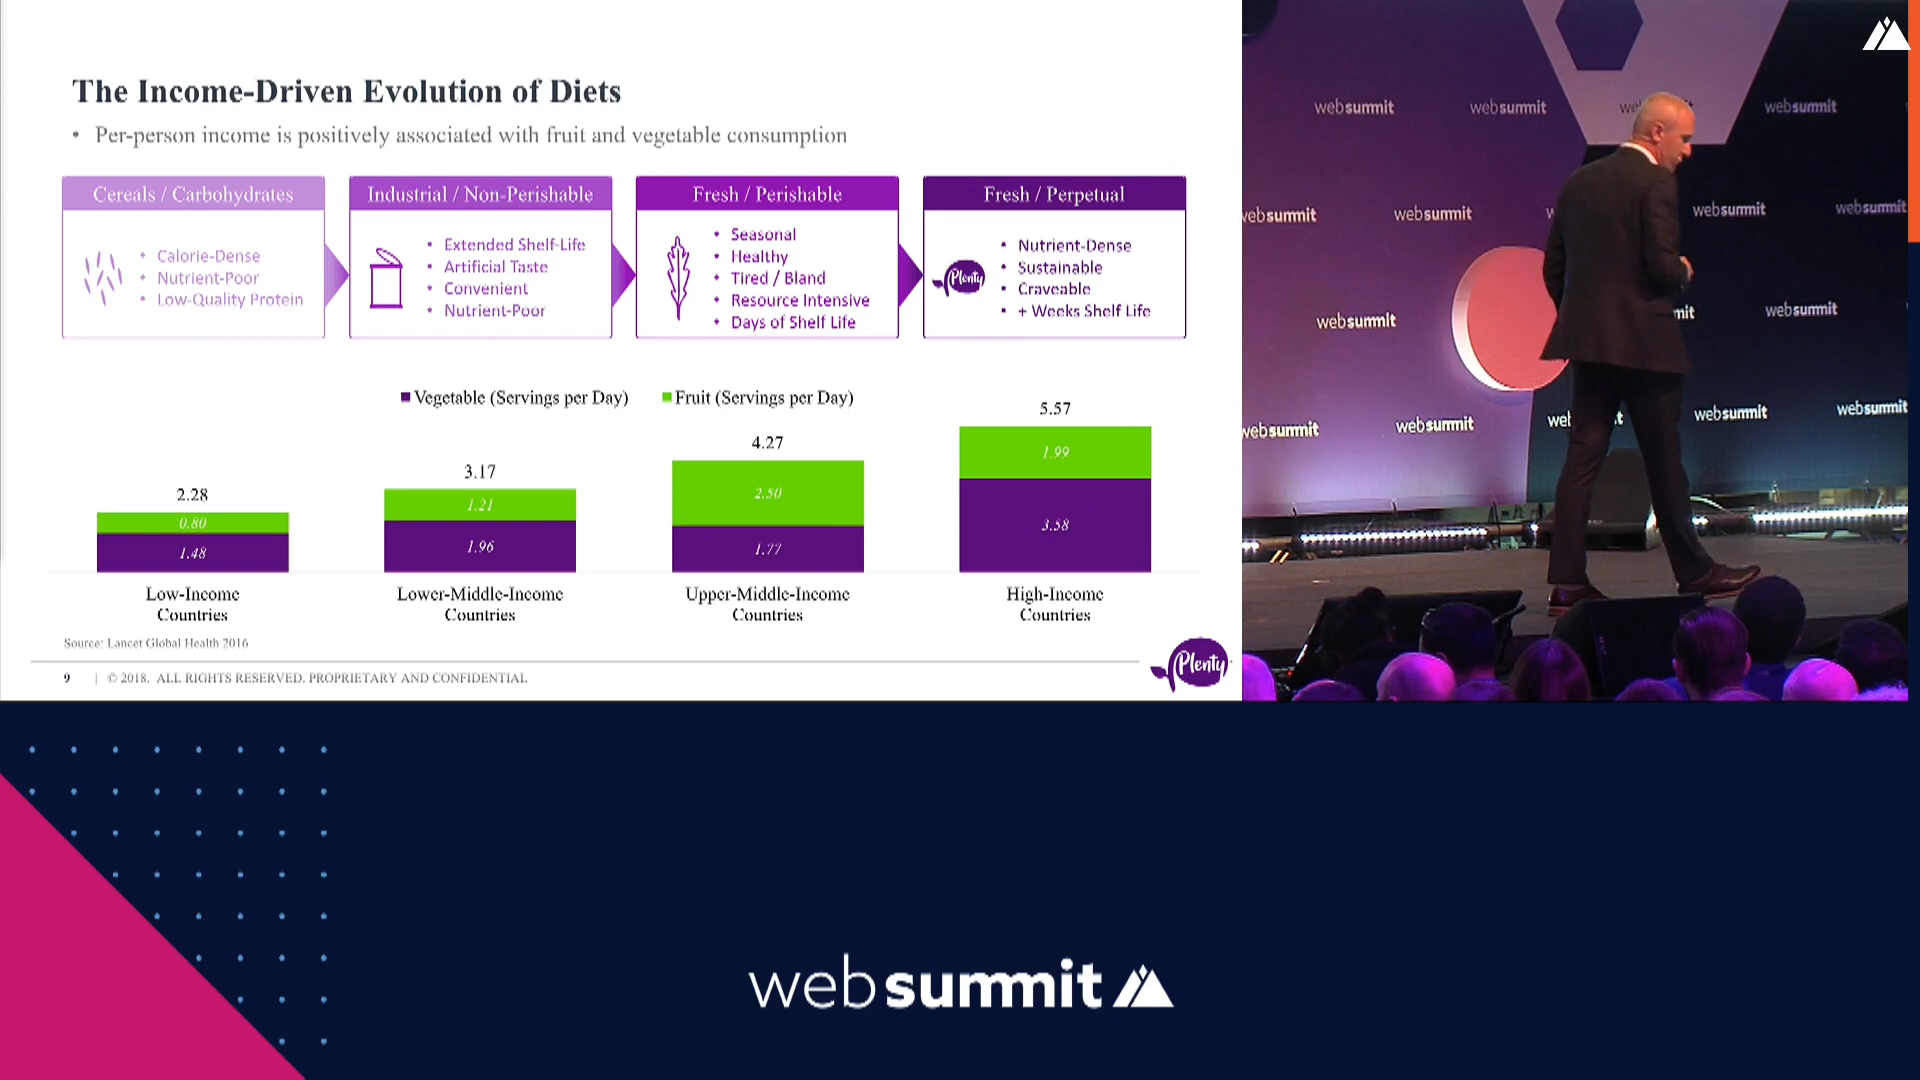 The Income-Driven Evolution of Diets
• Per-person income is positively associated with fruit and vegetable consumption
Cereals / Carbohydrates
• Calorie-Dense
• Nutrient-Poor
• Low-Quality Protein
Industrial / Non-Perishable
• Extended Shelf-Life
• Artificial Taste
• Convenient
• Nutrient-Poor
Fresh / Perishable
• Seasonal
• Healthy
• Tired / Bland
• Resource Intensive
• Days of Shelf Life
Fresh / Perpetual
Plenty
• Nutrient-Dense
• Sustainable
• Craveable
• + Weeks Shelf Life
Vegetable (Servings per Day) Fruit (Servings per Day)
2.28
0.80
1.48
Low-Income
Countries
3.17
1.21
1.96
Lower-Middle-Income
Countries
4.27
2.50
1.77
Upper-Middle-Income
Countries
5.57
1.99
3.58
High-Income
Countries
Source: Lancet Global Health 2016
9 | © 2018. ALL RIGHTS RESERVED. PROPRIETARY AND CONFIDENTIAL
Plenty
websummit websummit we websummit
websummit websummit w websummit websummit
websummit mit websummit
websummit websummit web t websummit websummit
websummit